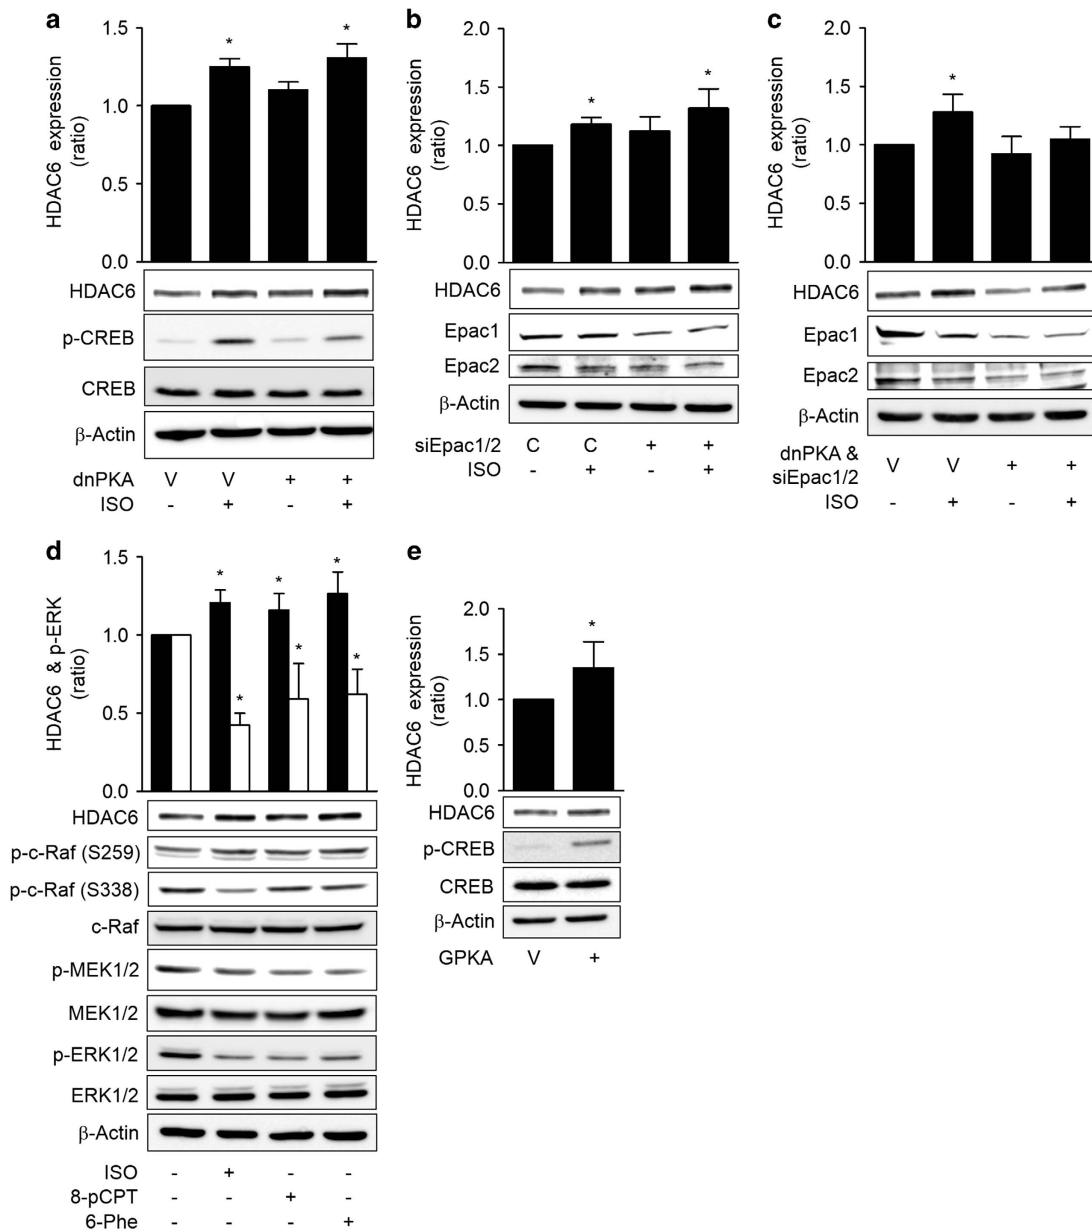 a
HDAC6 expression
(ratio)
1.5
1.0
0.5
0.0
*
*
HDAC6
p-CREB
CREB
β-Actin
dnPKA V V + +
ISO - + - +
b
HDAC6 expression
(ratio)
2.0
1.5
1.0
0.5
0.0
*
*
HDAC6
Epac1
Epac2
β-Actin
siEpac1/2 C C + +
ISO - + - +
c
HDAC6 expression
(ratio)
2.0
1.5
1.0
0.5
0.0
*
HDAC6
Epac1
Epac2
β-Actin
dnPKA &
siEpac1/2 V V + +
ISO - + - +
d
HDAC6 & p-ERK
(ratio)
1.5
1.0
0.5
0.0
* * *
* * *
HDAC6
p-c-Raf (S259)
p-c-Raf (S338)
c-Raf
p-MEK1/2
MEK1/2
p-ERK1/2
ERK1/2
β-Actin
ISO - + - -
8-pCPT - - + -
6-Phe - - - +
e
HDAC6 expression
(ratio)
2.0
1.5
1.0
0.5
0.0
*
HDAC6
p-CREB
CREB
β-Actin
GPKA V +